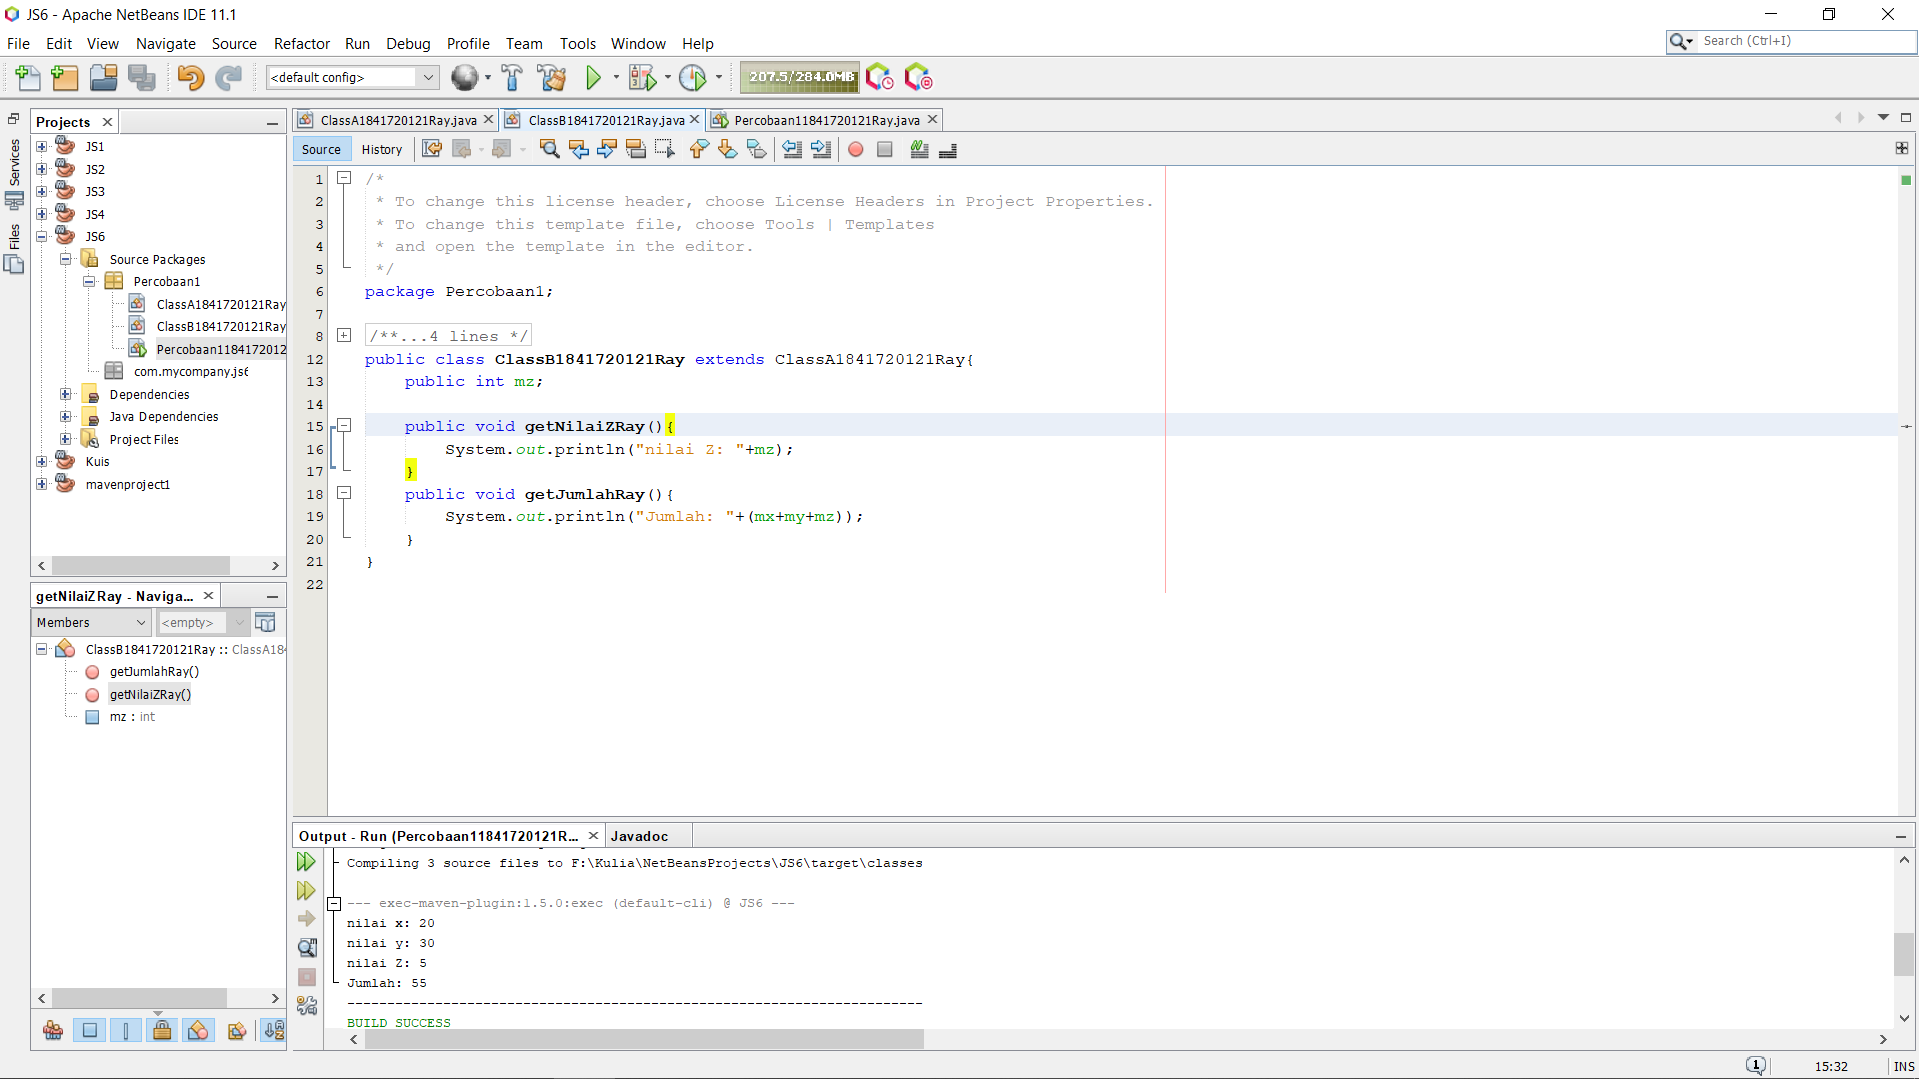 JS6 - Apache NetBeans IDE 11.1
File Edit View Navigate Source Refactor Run Debug Profile Team Tools Window Help
Search (Ctrl+I)
<default config>
207.5/284.0MB
Services
Files
Projects
JS1
JS2
JS3
JS4
JS6
Source Packages
Percobaan1
ClassA1841720121Ray
ClassB1841720121Ray
Percobaan1184172012
com.mycompany.js6
Dependencies
Java Dependencies
Project Files
Kuis
mavenproject1
getNilaiZRay - Naviga...
Members
<empty>
ClassB1841720121Ray :: ClassA184
getJumlahRay()
getNilaiZRay()
mz : int
ClassA1841720121Ray.java
ClassB1841720121Ray.java
Percobaan11841720121Ray.java
Source History
1 /*
2 * To change this license header, choose License Headers in Project Properties.
3 * To change this template file, choose Tools | Templates
4 * and open the template in the editor.
5 */
6 package Percobaan1;
7
8 /**...4 lines */
12 public class ClassB1841720121Ray extends ClassA1841720121Ray{
13 public int mz;
14
15 public void getNilaiZRay(){
16 System.out.println("nilai Z: "+mz);
17 }
18 public void getJumlahRay(){
19 System.out.println("Jumlah: "+(mx+my+mz));
20 }
21 }
22
Output - Run (Percobaan11841720121R...
Javadoc
Compiling 3 source files to F:\Kulia\NetBeansProjects\JS6\target\classes
--- exec-maven-plugin:1.5.0:exec (default-cli) @ JS6 ---
nilai x: 20
nilai y: 30
nilai Z: 5
Jumlah: 55
------------------------------------------------------------------------
BUILD SUCCESS
1
15:32
INS